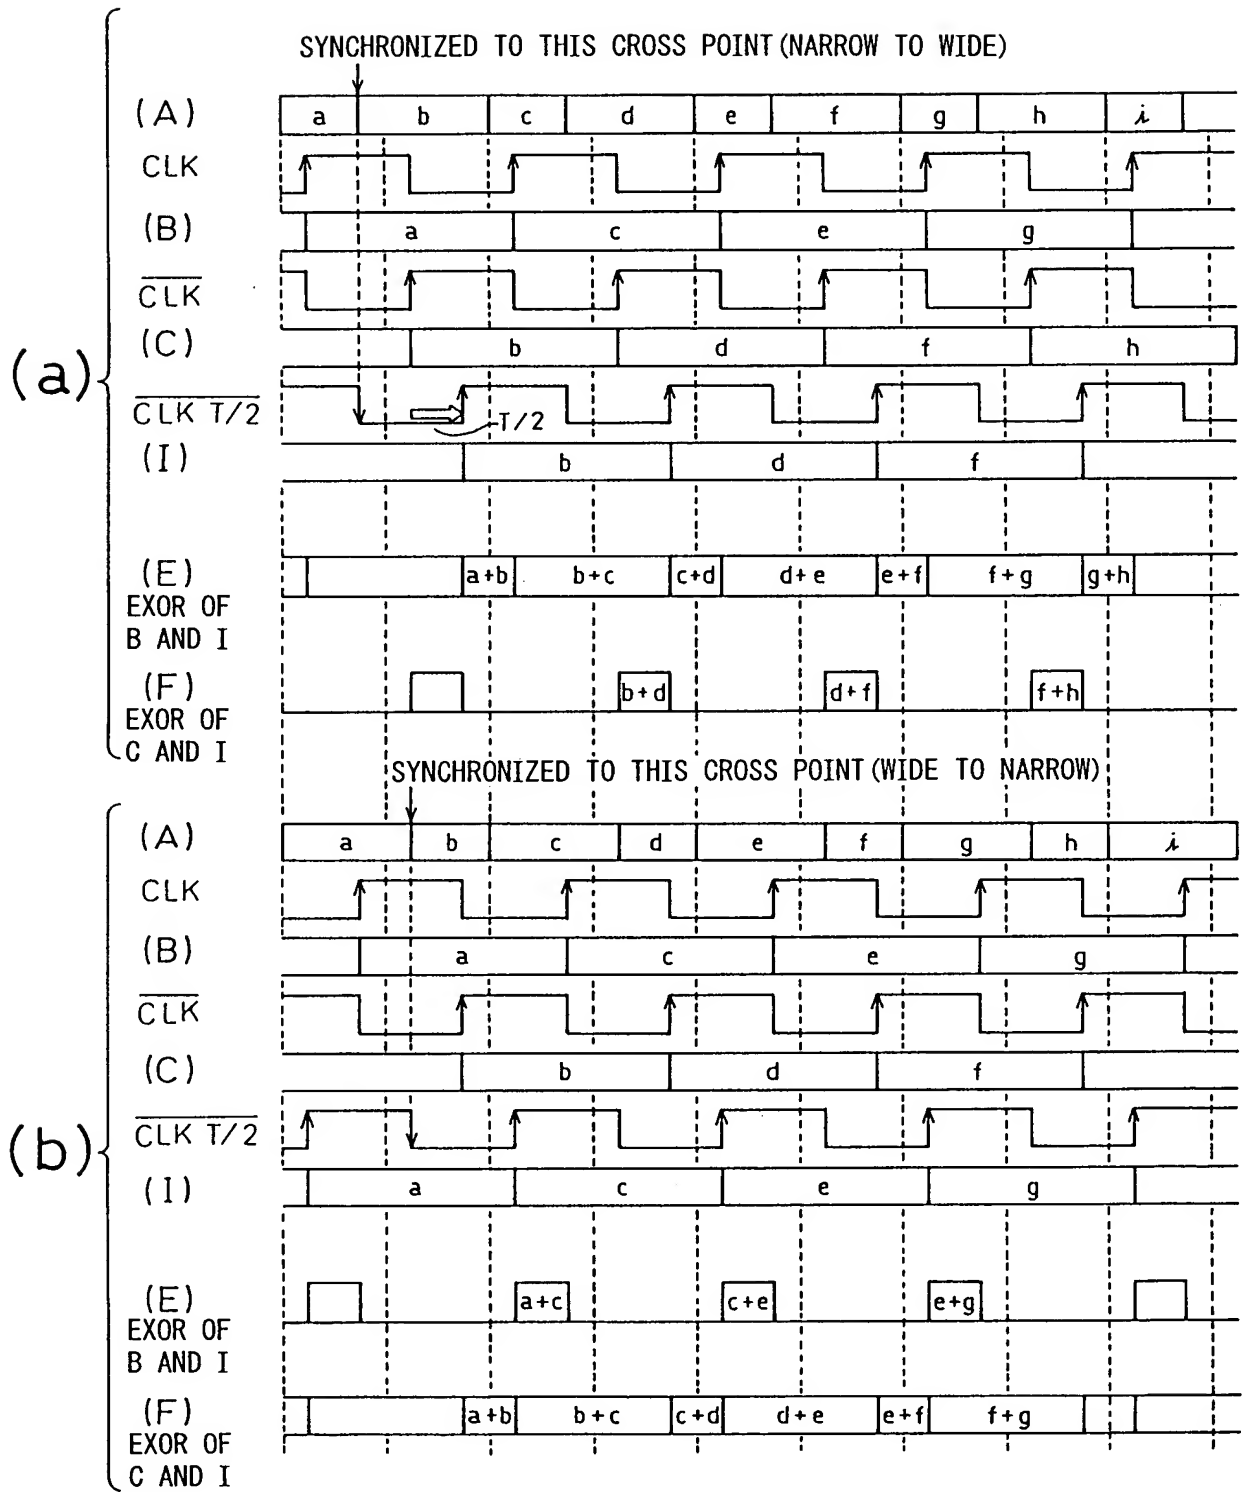 (a)
SYNCHRONIZED TO THIS CROSS POINT (NARROW TO WIDE)
(A) a b c d e f g h i
CLK
(B) a c e g
CLK
(C) b d f h
CLK T/2
T/2
(I) b d f
(E) a+b b+c c+d d+e e+f f+g g+h
EXOR OF
B AND I
(F) b+d d+f f+h
EXOR OF
C AND I
(b)
SYNCHRONIZED TO THIS CROSS POINT (WIDE TO NARROW)
(A) a b c d e f g h i
CLK
(B) a c e g
CLK
(C) b d f
CLK T/2
(I) a c e g
(E) a+c c+e e+g
EXOR OF
B AND I
(F) a+b b+c c+d d+e e+f f+g
EXOR OF
C AND I